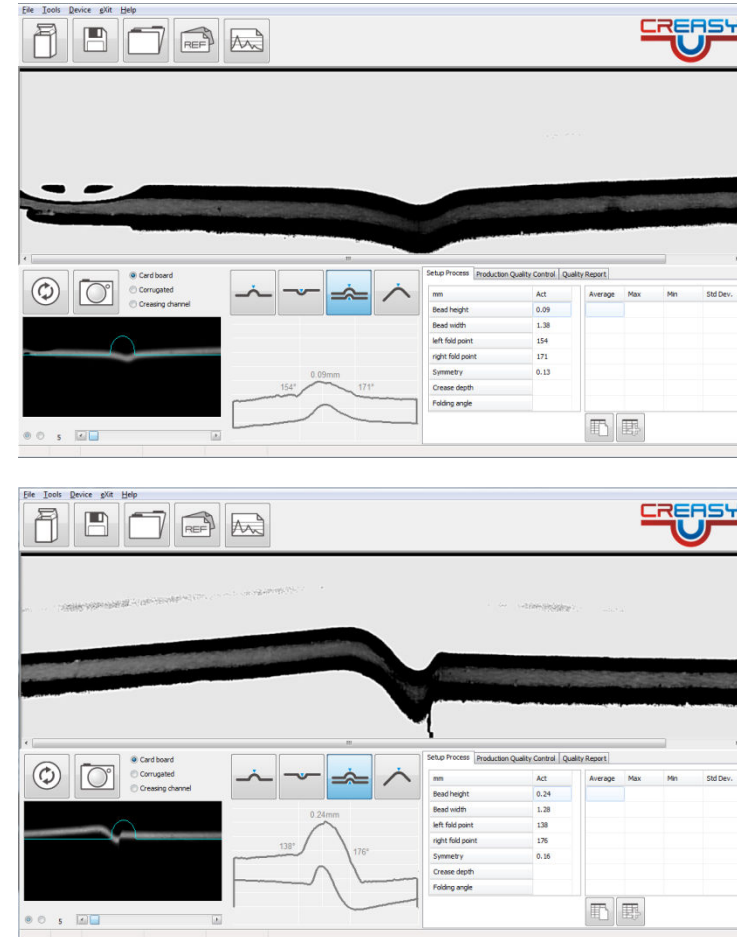 File Tools Device eXit Help
REF
CREASY
Card board
Corrugated
Creasing channel
Setup Process Production Quality Control Quality Report
mm Act Average Max Min Std Dev.
Bead height 0.09
Bead width 1.38
left fold point 154
right fold point 171
Symmetry 0.13
Crease depth
Folding angle
0.09mm
154° 171°
5
File Tools Device eXit Help
REF
CREASY
Card board
Corrugated
Creasing channel
Setup Process Production Quality Control Quality Report
mm Act Average Max Min Std Dev.
Bead height 0.24
Bead width 1.28
left fold point 138
right fold point 176
Symmetry 0.16
Crease depth
Folding angle
0.24mm
138° 176°
5